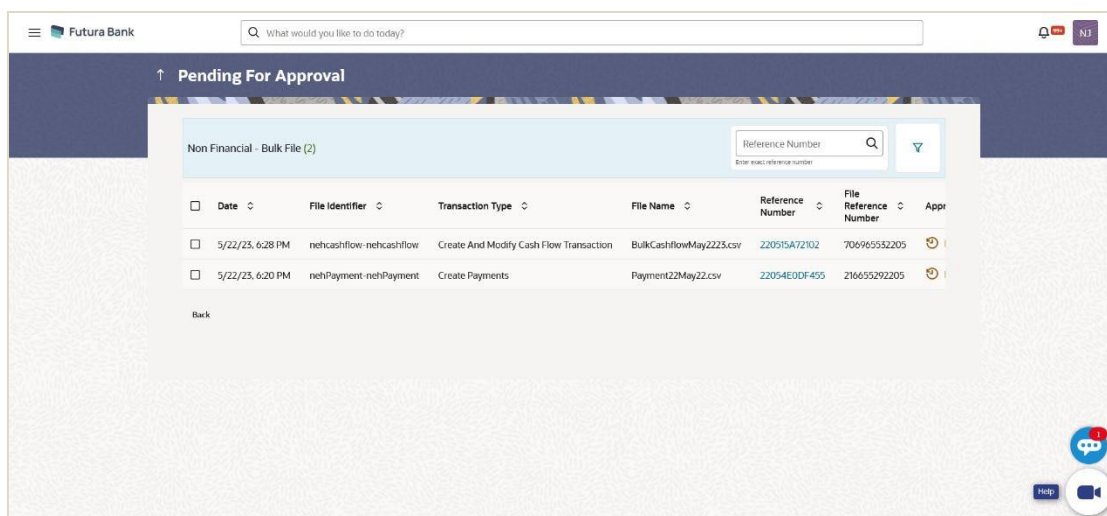 Futura Bank
What would you like to do today?
99+
NJ
↑ Pending For Approval
Non Financial - Bulk File (2)
Reference Number
Enter exact reference number
Date File Identifier Transaction Type File Name Reference Number File Reference Number Appr
5/22/23, 6:28 PM nehcashflow-nehcashflow Create And Modify Cash Flow Transaction BulkCashflowMay2223.csv 220515A72102 706965532205
5/22/23, 6:20 PM nehPayment-nehPayment Create Payments Payment22May22.csv 22054E0DF455 216655292205
Back
1
Help